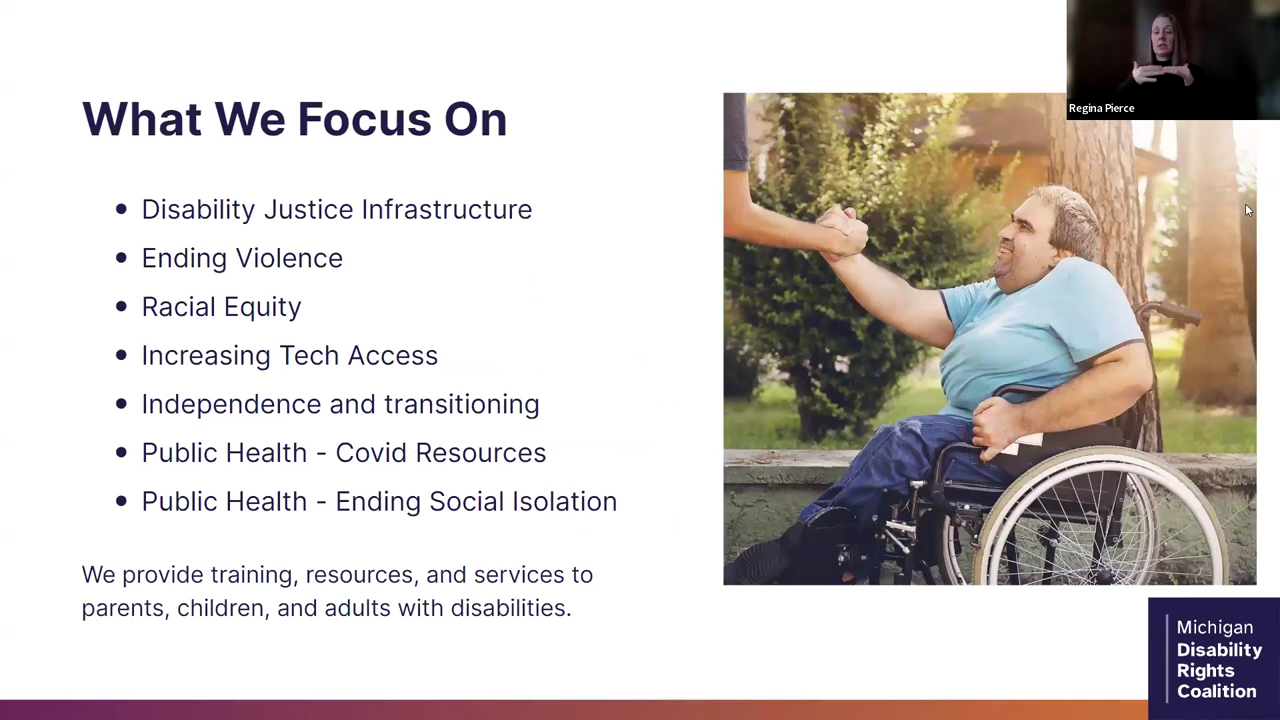 What We Focus On
• Disability Justice Infrastructure
• Ending Violence
• Racial Equity
• Increasing Tech Access
• Independence and transitioning
• Public Health - Covid Resources
• Public Health - Ending Social Isolation
We provide training, resources, and services to
parents, children, and adults with disabilities.
Regina Pierce
Michigan
Disability
Rights
Coalition